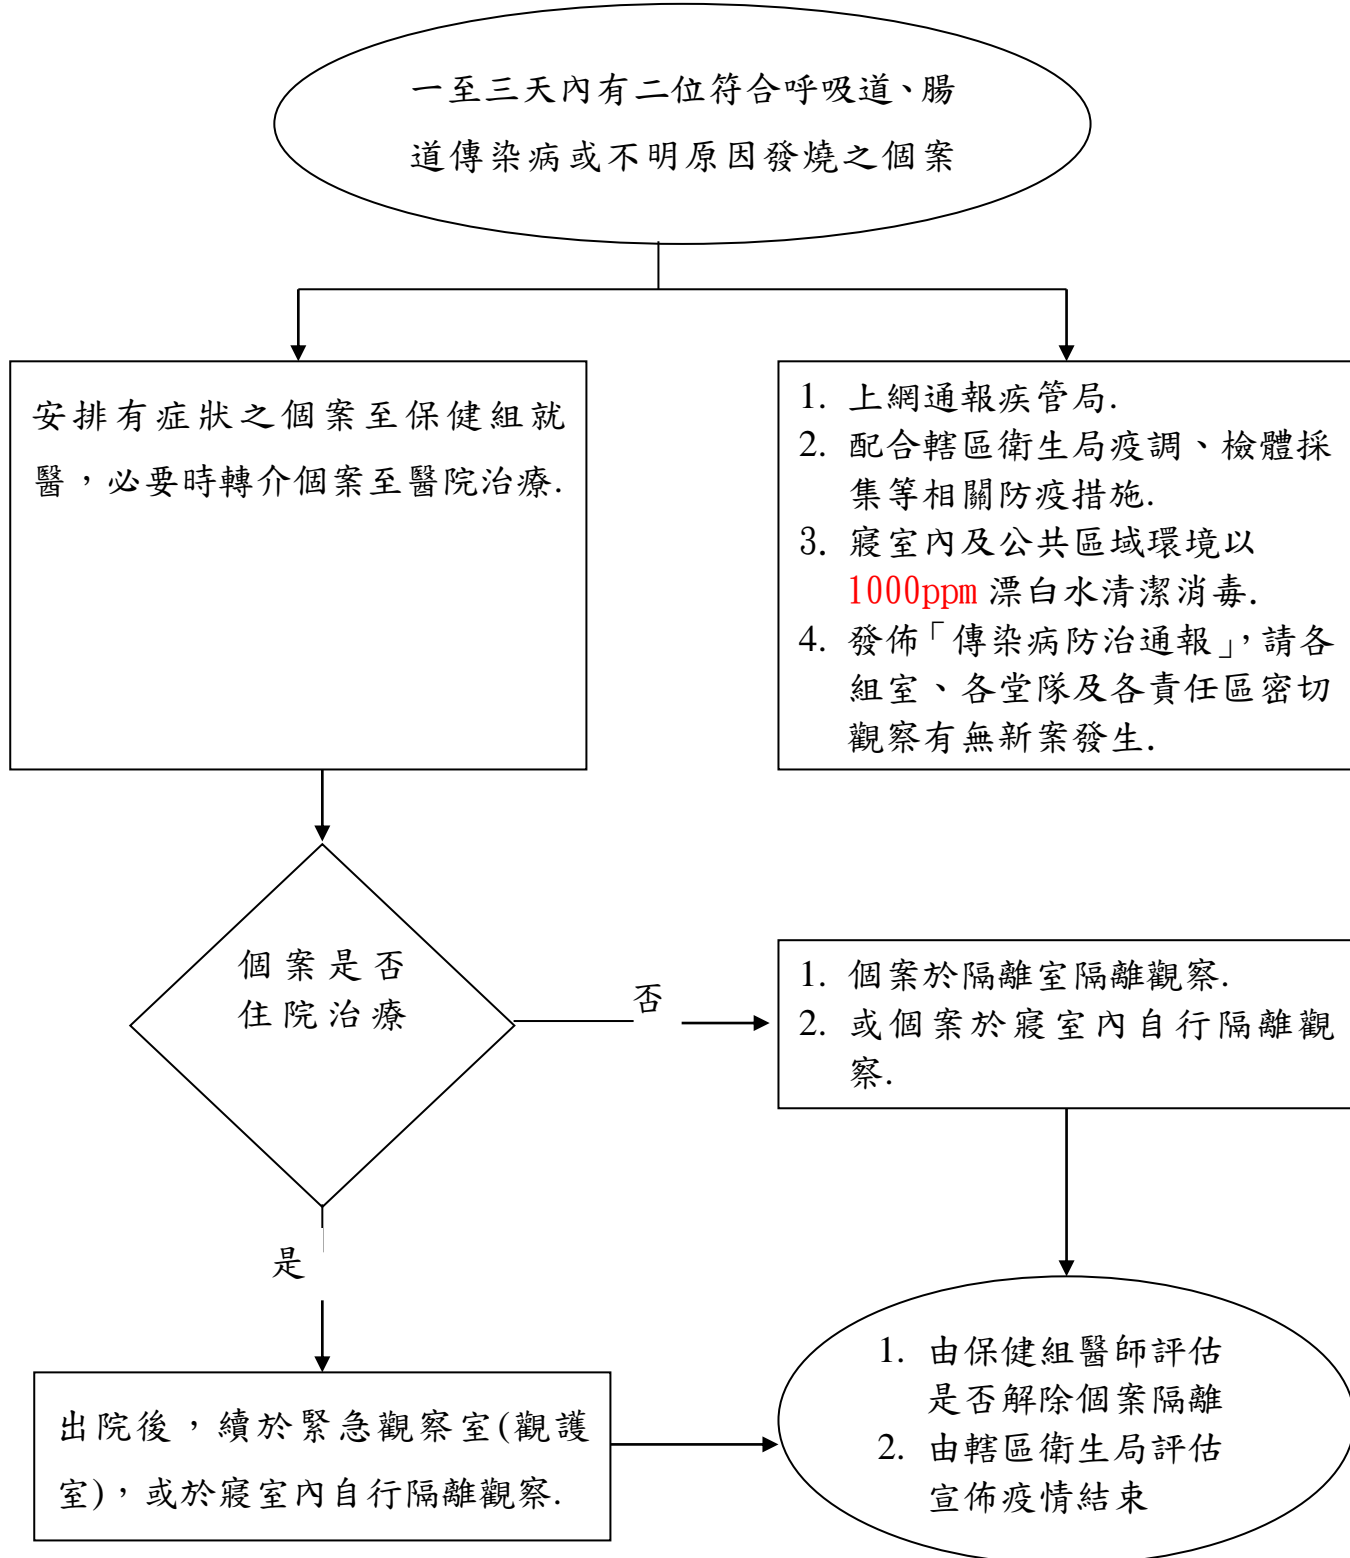 一至三天內有二位符合呼吸道、腸
道傳染病或不明原因發燒之個案
安排有症狀之個案至保健組就
醫，必要時轉介個案至醫院治療.
1. 上網通報疾管局.
2. 配合轄區衛生局疫調、檢體採
集等相關防疫措施.
3. 寢室內及公共區域環境以
1000ppm 漂白水清潔消毒.
4. 發佈「傳染病防治通報」，請各
組室、各堂隊及各責任區密切
觀察有無新案發生.
個案是否
住院治療
否
1. 個案於隔離室隔離觀察.
2. 或個案於寢室內自行隔離觀
察.
是
出院後，續於緊急觀察室(觀護
室)，或於寢室內自行隔離觀察.
1. 由保健組醫師評估
是否解除個案隔離
2. 由轄區衛生局評估
宣佈疫情結束